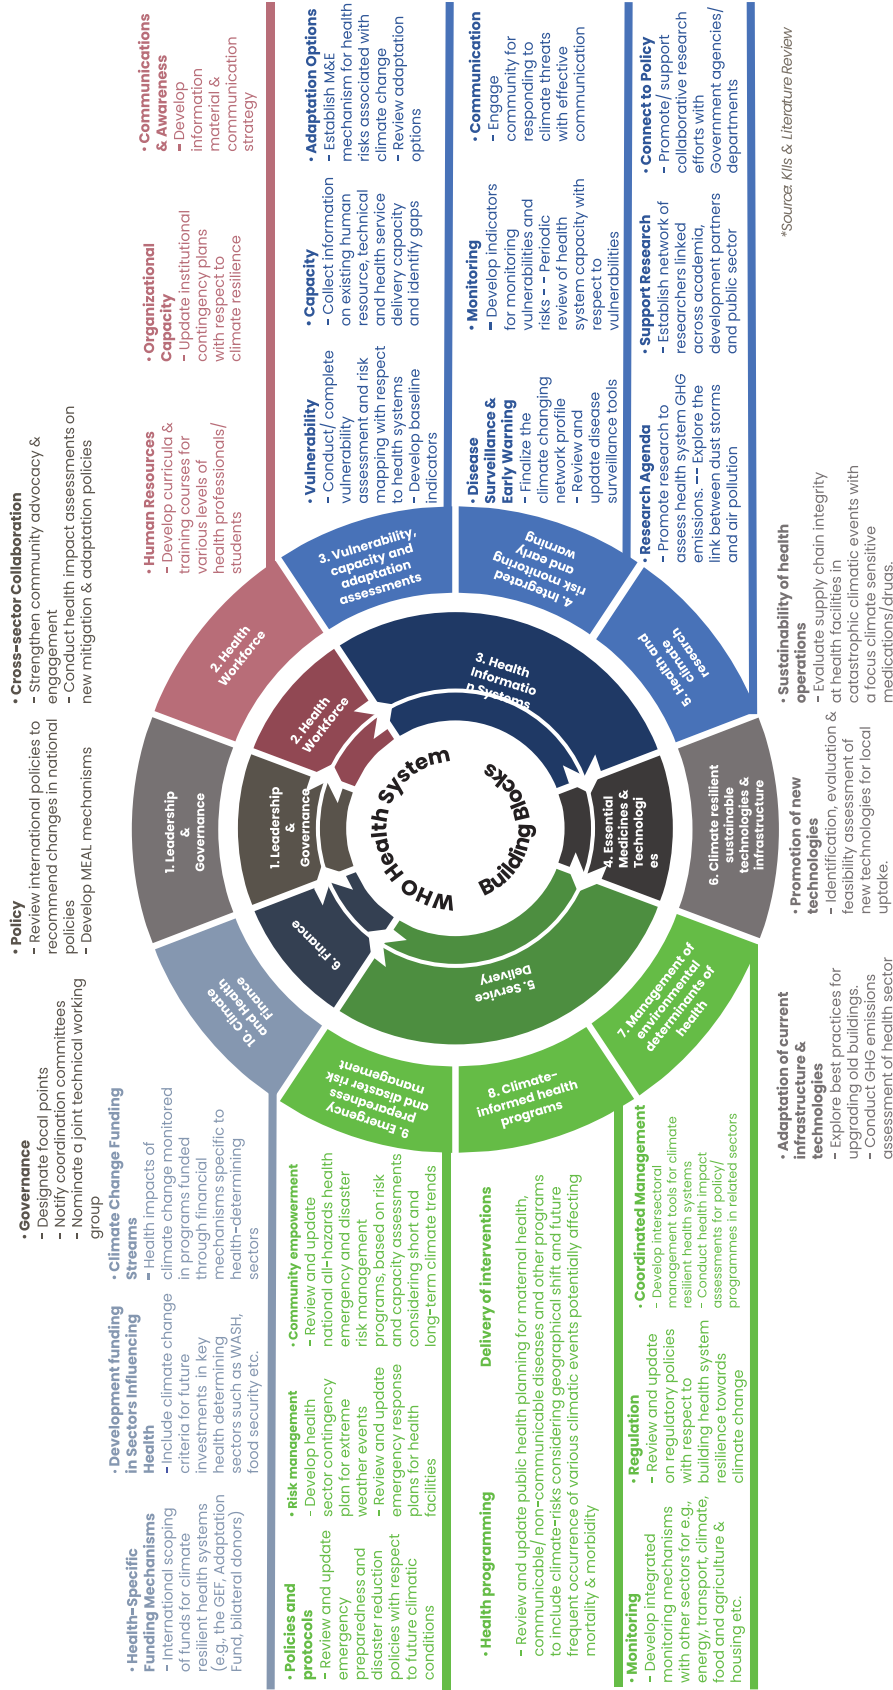 • Governance
– Designate focal points
– Notify coordination committees
– Nominate a joint technical working
group
• Policy
– Review international policies to
recommend changes in national
policies
– Develop MEAL mechanisms
• Cross-sector Collaboration
– Strengthen community advocacy &
engagement
– Conduct health impact assessments on
new mitigation & adaptation policies
• Health-Specific
Funding Mechanisms
– International scoping
of funds for climate
resilient health systems
(e.g., the GEF, Adaptation
Fund, bilateral donors)
• Development funding
in Sectors Influencing
Health
– Include climate change
criteria for future
investments in key
health determining
sectors such as WASH,
food security etc.
• Climate Change Funding
Streams
– Health impacts of
climate change monitored
in programs funded
through financial
mechanisms specific to
health-determining
sectors
• Human Resources
– Develop curricula &
training courses for
various levels of
health professionals/
students
• Organizational
Capacity
– Update institutional
contingency plans
with respect to
climate resilience
• Communications
& Awareness
– Develop
information
material &
communication
strategy
• Policies and
protocols
– Review and update
emergency
preparedness and
disaster reduction
policies with respect
to future climatic
conditions
• Risk management
- Develop health
sector contingency
plan for extreme
weather events
– Review and update
emergency response
plans for health
facilities
• Community empowerment
– Review and update
national all-hazards health
emergency and disaster
risk management
programs, based on risk
and capacity assessments
considering short and
long-term climate trends
• Vulnerability
– Conduct/ complete
vulnerability
assessment and risk
mapping with respect
to health systems
– Develop baseline
indicators
• Capacity
– Collect information
on existing human
resource, technical
and health service
delivery capacity
and identify gaps
• Adaptation Options
– Establish M&E
mechanism for health
risks associated with
climate change
– Review adaptation
options
• Health programming
Delivery of interventions
– Review and update public health planning for maternal health,
communicable/ non-communicable diseases and other programs
to include climate-risks considering geographical shift and future
frequent occurrence of various climatic events potentially affecting
mortality & morbidity
• Disease
Surveillance &
Early Warning
– Finalize the
climate changing
network profile
– Review and
update disease
surveillance tools
• Monitoring
– Develop indicators
for monitoring
vulnerabilities and
risks – – Periodic
review of health
system capacity with
respect to
vulnerabilities
• Communication
– Engage
community for
responding to
climate threats
with effective
communication
• Monitoring
– Develop integrated
monitoring mechanisms
with other sectors for e.g.,
energy, transport, climate,
food and agriculture &
housing etc.
• Regulation
– Review and update
on regulatory policies
with respect to
building health system
resilience towards
climate change
• Coordinated Management
– Develop intersectoral
management tools for climate
resilient health systems
– Conduct health impact
assessments for policy/
programmes in related sectors
• Research Agenda
– Promote research to
assess health system GHG
emissions. –– Explore the
link between dust storms
and air pollution
• Support Research
– Establish network of
researchers linked
across academia,
development partners
and public sector
• Connect to Policy
– Promote/ support
collaborative research
efforts with
Government agencies/
departments
• Adaptation of current
infrastructure &
technologies
– Explore best practices for
upgrading old buildings.
– Conduct GHG emissions
assessment of health sector
• Promotion of new
technologies
– Identification, evaluation &
feasibility assessment of
new technologies for local
uptake.
• Sustainability of health
operations
– Evaluate supply chain integrity
at health facilities in
catastrophic climatic events with
a focus climate sensitive
medications/drugs.
1. Leadership
&
Governance
2. Health
Workforce
3. Vulnerability,
capacity and
adaptation
assessments
4. Integrated
risk monitoring
and early
warning
5. Health and
climate
research
6. Climate resilient
sustainable
technologies &
infrastructure
7. Management of
environmental
determinants of
health
8. Climate-
informed health
programs
9. Emergency
preparedness
and disaster risk
management
10. Climate
and Health
Finance
1. Leadership
&
Governance
2. Health
Workforce
3. Health
Informatio
n Systems
4. Essential
Medicines &
Technologi
es
5. Service
Delivery
6. Finance
WHO Health System
Building Blocks
*Source: KIIs & Literature Review